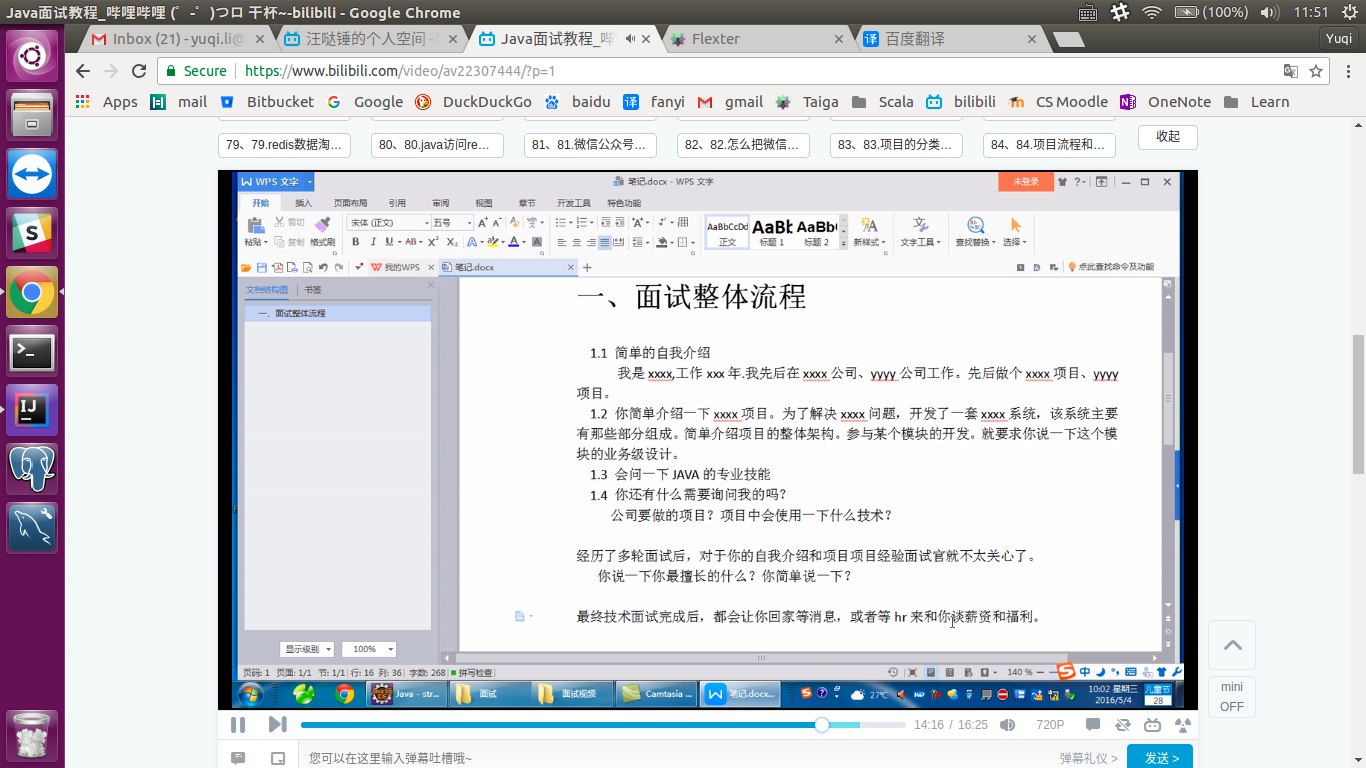 Java面试教程_哔哩哔哩 (゜-゜)つロ 干杯~-bilibili - Google Chrome
(100%)
11:51
Inbox (21) - yuqi.li@
汪哒锤的个人空间 -
Java面试教程_哔
Flexter
百度翻译
Yuqi
Secure
https://www.bilibili.com/video/av22307444/?p=1
Apps
mail
Bitbucket
Google
DuckDuckGo
baidu
fanyi
gmail
Taiga
Scala
bilibili
CS Moodle
OneNote
Learn
79、79.redis数据淘...
80、80.java访问re...
81、81.微信公众号...
82、82.怎么把微信...
83、83.项目的分类...
84、84.项目流程和...
收起
WPS 文字
笔记.docx - WPS 文字
未登录
开始
插入
页面布局
引用
审阅
视图
章节
开发工具
特色功能
粘贴
剪切
复制
格式刷
宋体 (正文)
五号
AaBbCcDd
正文
AaBb
标题 1
AaBb(
标题 2
新样式
文字工具
查找替换
选择
我的WPS
笔记.docx
点此查找命令及功能
文档结构图
书签
一、面试整体流程
一、面试整体流程
1.1 简单的自我介绍
我是 xxxx,工作 xxx 年.我先后在 xxxx 公司、yyyy 公司工作。先后做个 xxxx 项目、yyyy
项目。
1.2 你简单介绍一下 xxxx 项目。为了解决 xxxx 问题，开发了一套 xxxx 系统，该系统主要
有那些部分组成。简单介绍项目的整体架构。参与某个模块的开发。就要求你说一下这个模
块的业务级设计。
1.3 会问一下 JAVA 的专业技能
1.4 你还有什么需要询问我的吗？
公司要做的项目？项目中会使用一下什么技术？
经历了多轮面试后，对于你的自我介绍和项目项目经验面试官就不太关心了。
你说一下你最擅长的什么？你简单说一下？
最终技术面试完成后，都会让你回家等消息，或者等 hr 来和你谈薪资和福利。
显示级别
100%
页码: 1 页面: 1/1 节: 1/1 行: 16 列: 36 字数: 268 拼写检查
140 %
中
Java - str...
面试
面试视频
Camtasia ...
笔记.docx...
27℃
10:02 星期三
2016/5/4
儿童节
28
14:16 / 16:25
720P
您可以在这里输入弹幕吐槽哦~
弹幕礼仪 >
发送 >
mini
OFF